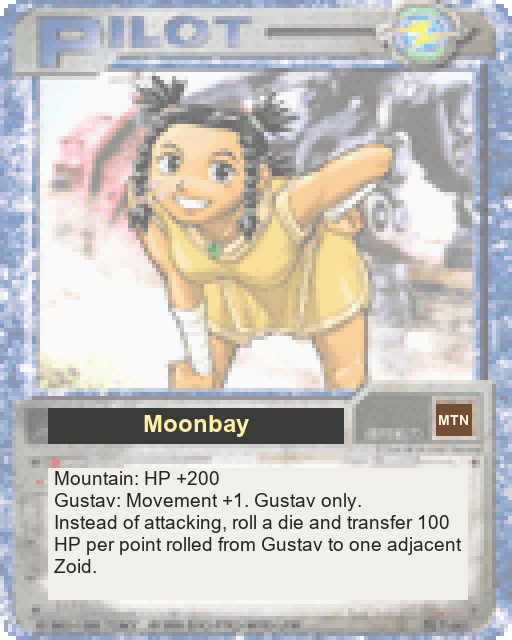 PILOT
Moonbay
MTN
Mountain: HP +200
Gustav: Movement +1. Gustav only.
Instead of attacking, roll a die and transfer 100
HP per point rolled from Gustav to one adjacent
Zoid.